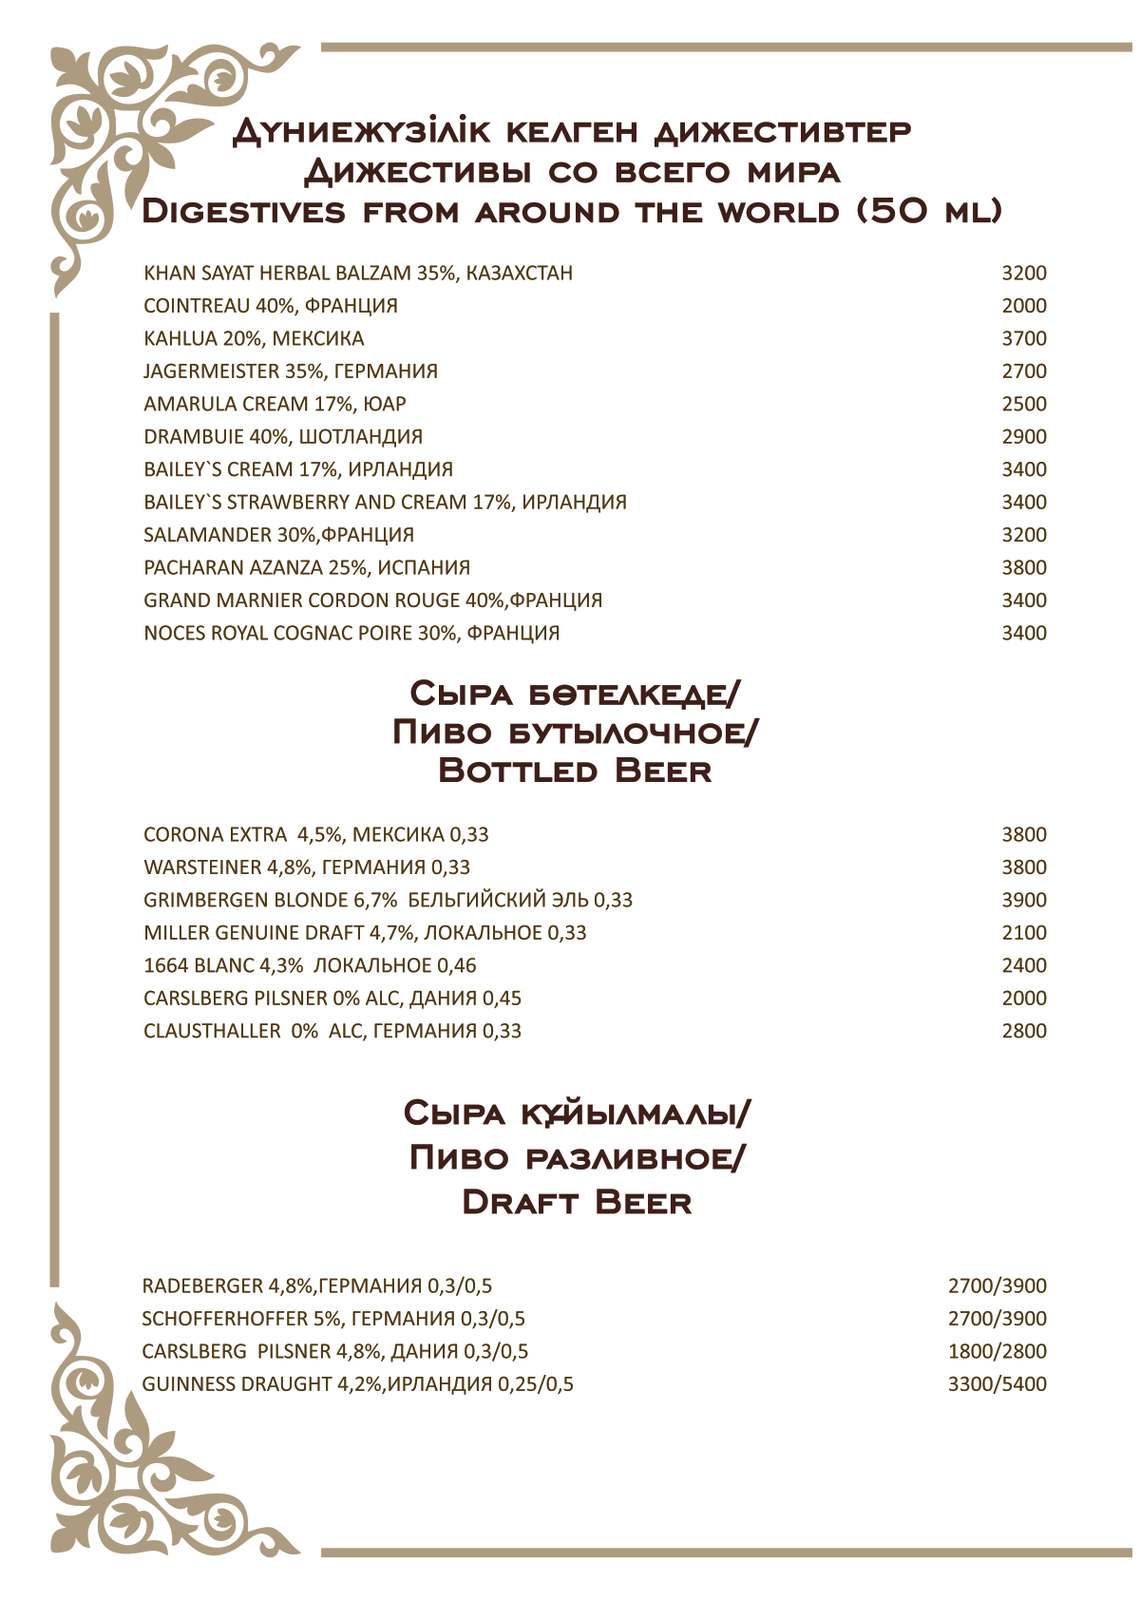 Дүниежүзілік келген дижестивтер
Дижестивы со всего мира
Digestives from around the world (50 ml)
KHAN SAYAT HERBAL BALZAM 35%, КАЗАХСТАН 3200
COINTREAU 40%, ФРАНЦИЯ 2000
KAHLUA 20%, МЕКСИКА 3700
JAGERMEISTER 35%, ГЕРМАНИЯ 2700
AMARULA CREAM 17%, ЮАР 2500
DRAMBUIE 40%, ШОТЛАНДИЯ 2900
BAILEY`S CREAM 17%, ИРЛАНДИЯ 3400
BAILEY`S STRAWBERRY AND CREAM 17%, ИРЛАНДИЯ 3400
SALAMANDER 30%,ФРАНЦИЯ 3200
PACHARAN AZANZA 25%, ИСПАНИЯ 3800
GRAND MARNIER CORDON ROUGE 40%,ФРАНЦИЯ 3400
NOCES ROYAL COGNAC POIRE 30%, ФРАНЦИЯ 3400
Сыра бөтелкеде/
Пиво бутылочное/
Bottled Beer
CORONA EXTRA 4,5%, МЕКСИКА 0,33 3800
WARSTEINER 4,8%, ГЕРМАНИЯ 0,33 3800
GRIMBERGEN BLONDE 6,7% БЕЛЬГИЙСКИЙ ЭЛЬ 0,33 3900
MILLER GENUINE DRAFT 4,7%, ЛОКАЛЬНОЕ 0,33 2100
1664 BLANC 4,3% ЛОКАЛЬНОЕ 0,46 2400
CARSLBERG PILSNER 0% ALC, ДАНИЯ 0,45 2000
CLAUSTHALLER 0% ALC, ГЕРМАНИЯ 0,33 2800
Сыра құйылмалы/
Пиво разливное/
Draft Beer
RADEBERGER 4,8%,ГЕРМАНИЯ 0,3/0,5 2700/3900
SCHOFFERHOFFER 5%, ГЕРМАНИЯ 0,3/0,5 2700/3900
CARSLBERG PILSNER 4,8%, ДАНИЯ 0,3/0,5 1800/2800
GUINNESS DRAUGHT 4,2%,ИРЛАНДИЯ 0,25/0,5 3300/5400